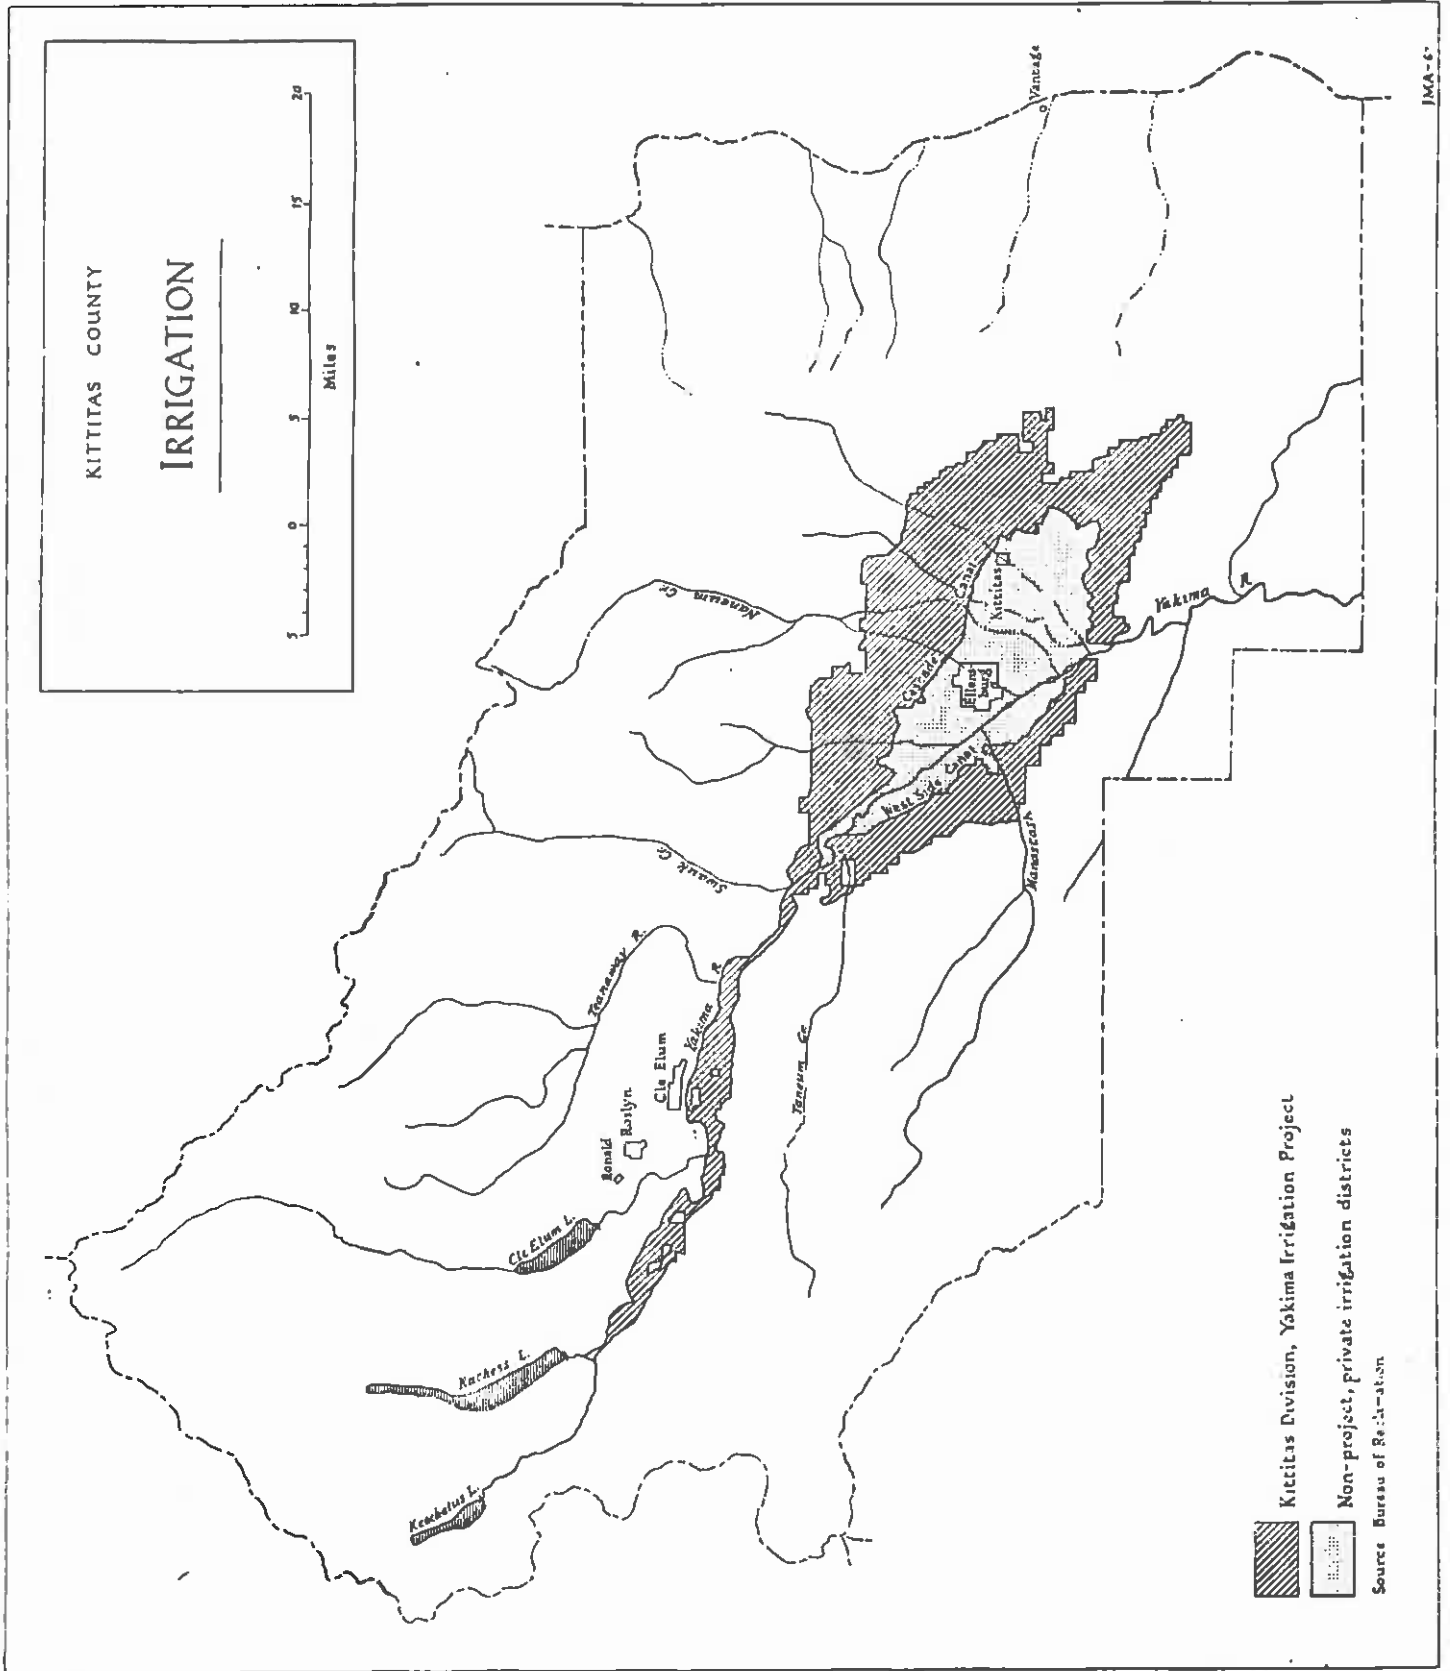 KITTITAS COUNTY
IRRIGATION
5 0 5 10 15 20
Miles
Vantage
Naneum Cr.
Swauk Cr.
Teanaway R.
Yakima R.
Cle Elum
Roslyn
Ronald
Cle Elum L.
Kachess L.
Keechelus L.
Taneum Cr.
Manastash
West Side Canal
Cascade Canal
Kittitas
Ellens-
burg
Yakima R.
Kittitas Division, Yakima Irrigation Project
Non-project, private irrigation districts
Source Bureau of Reclamation